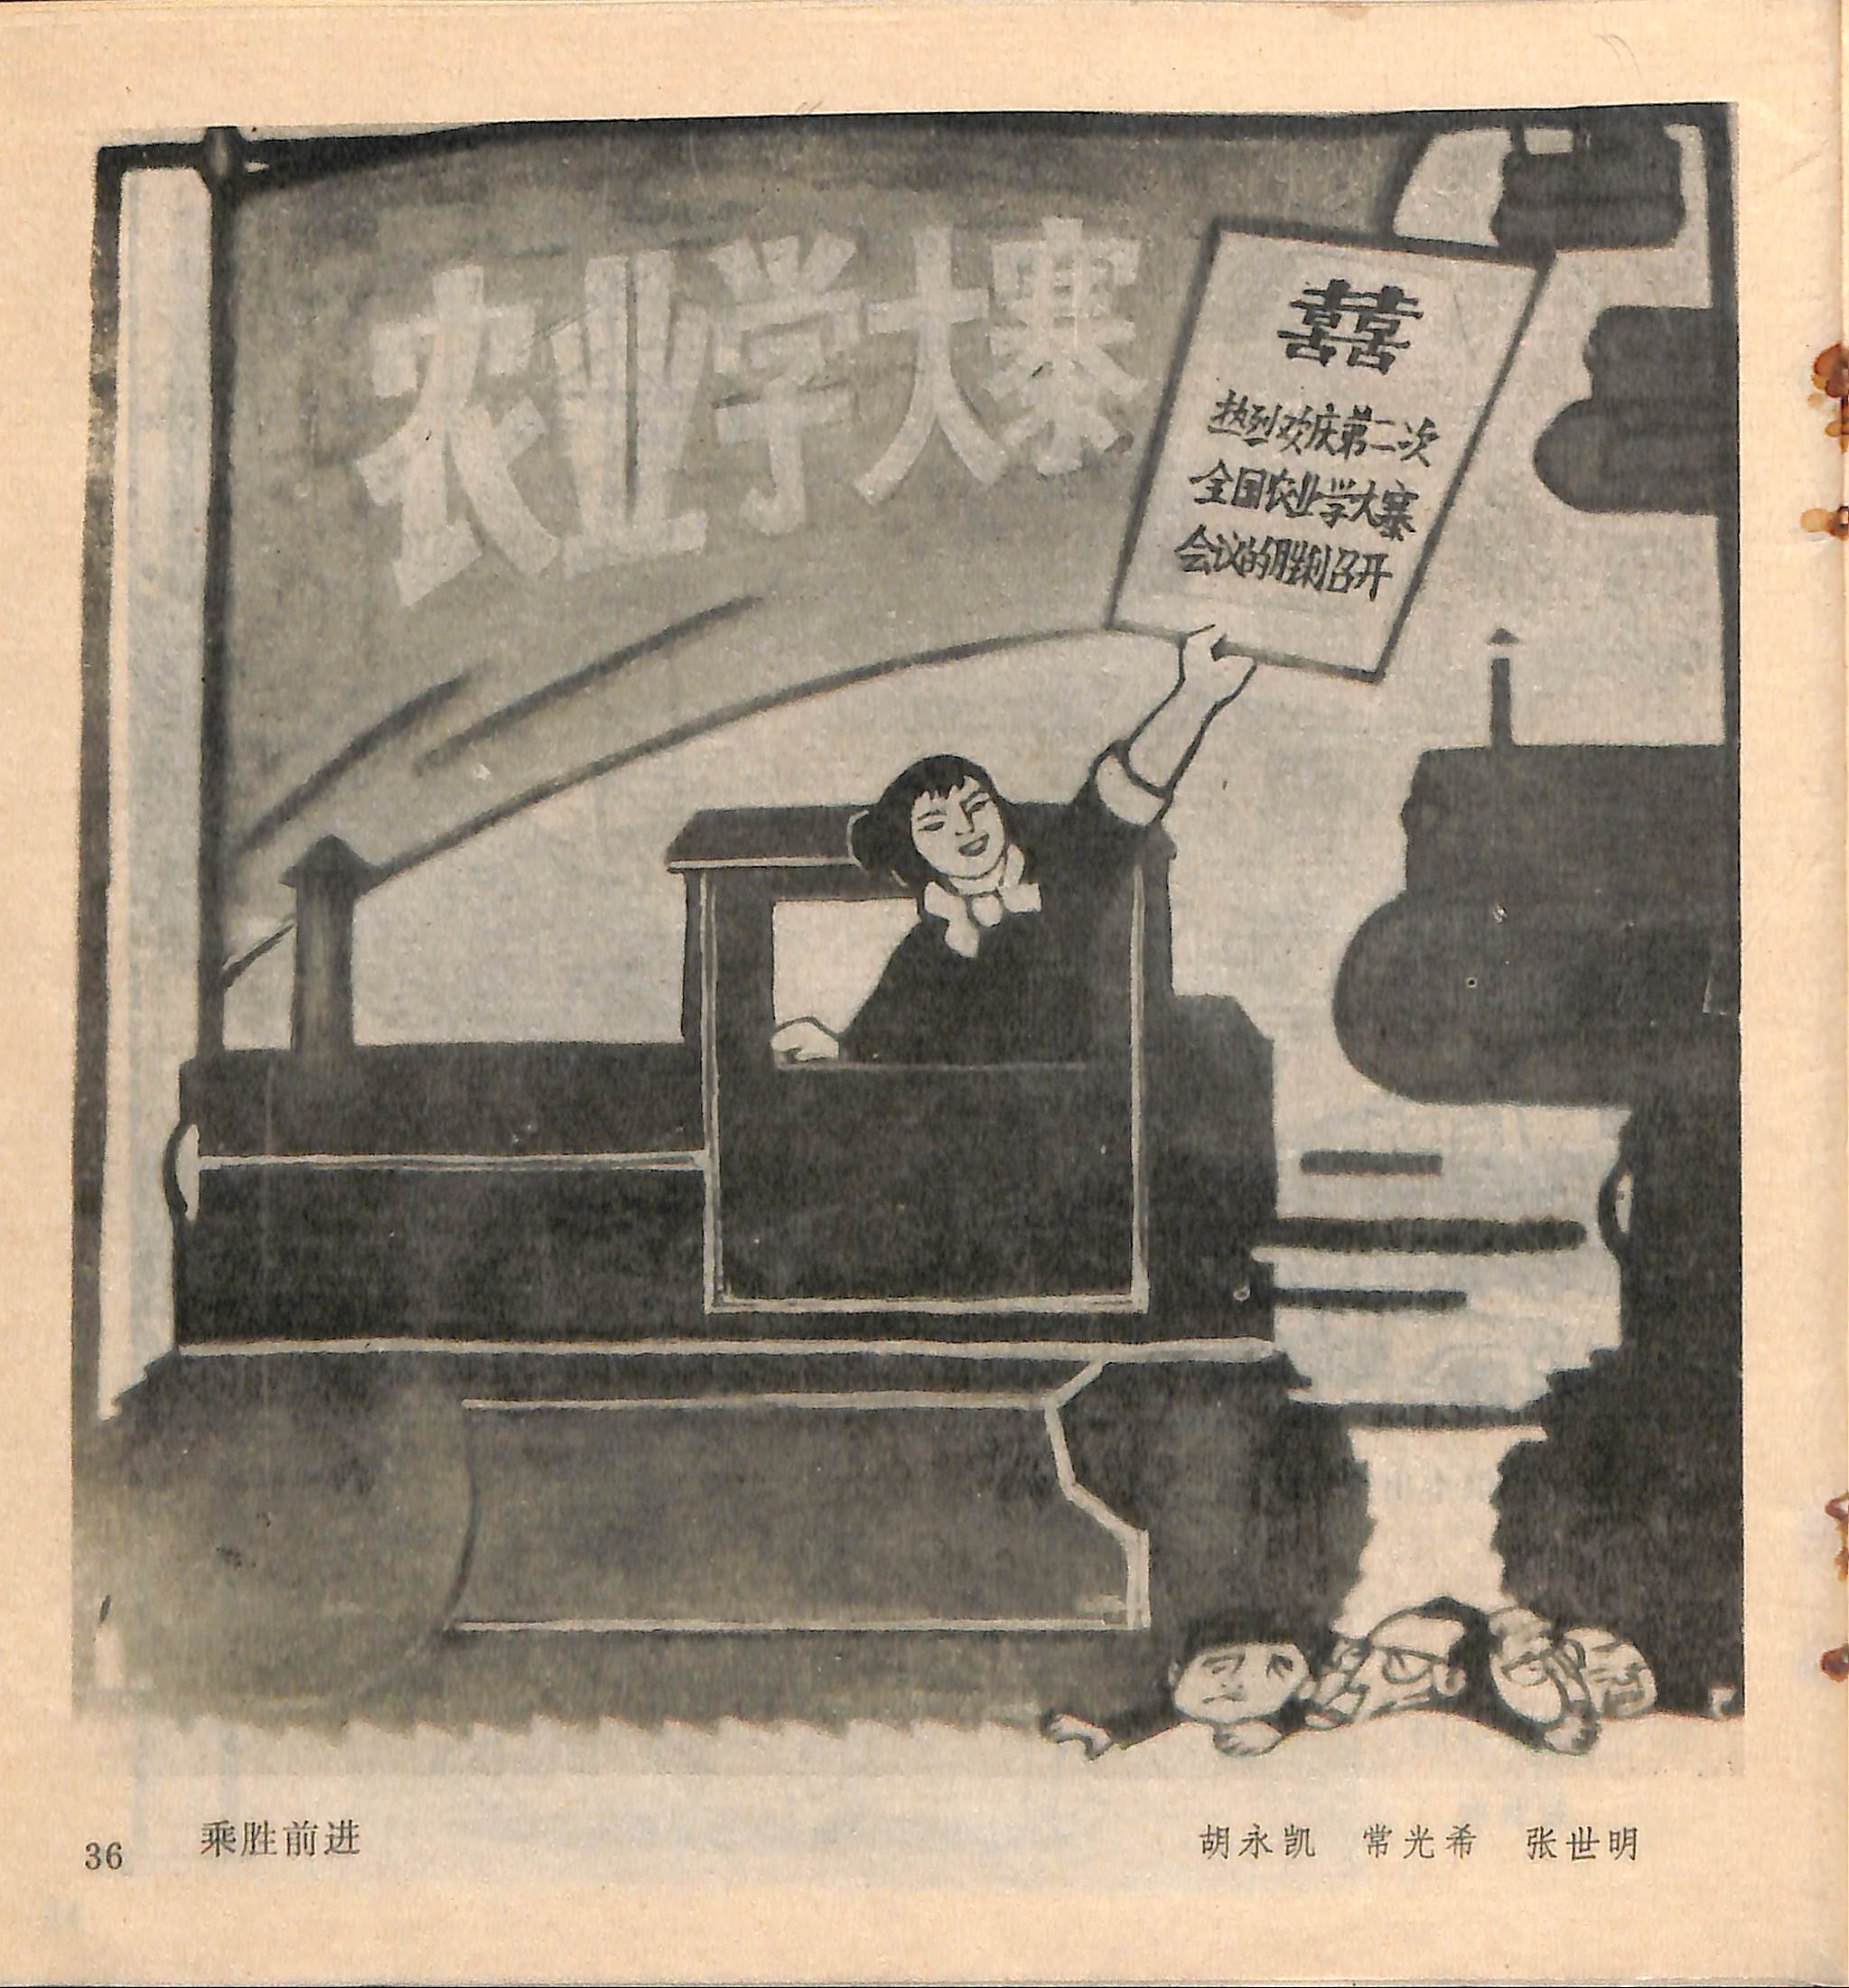 农业学大寨
囍
热烈欢庆第二次
全国农业学大寨
会议的胜利召开
36
乘胜前进
胡永凯 常光希 张世明